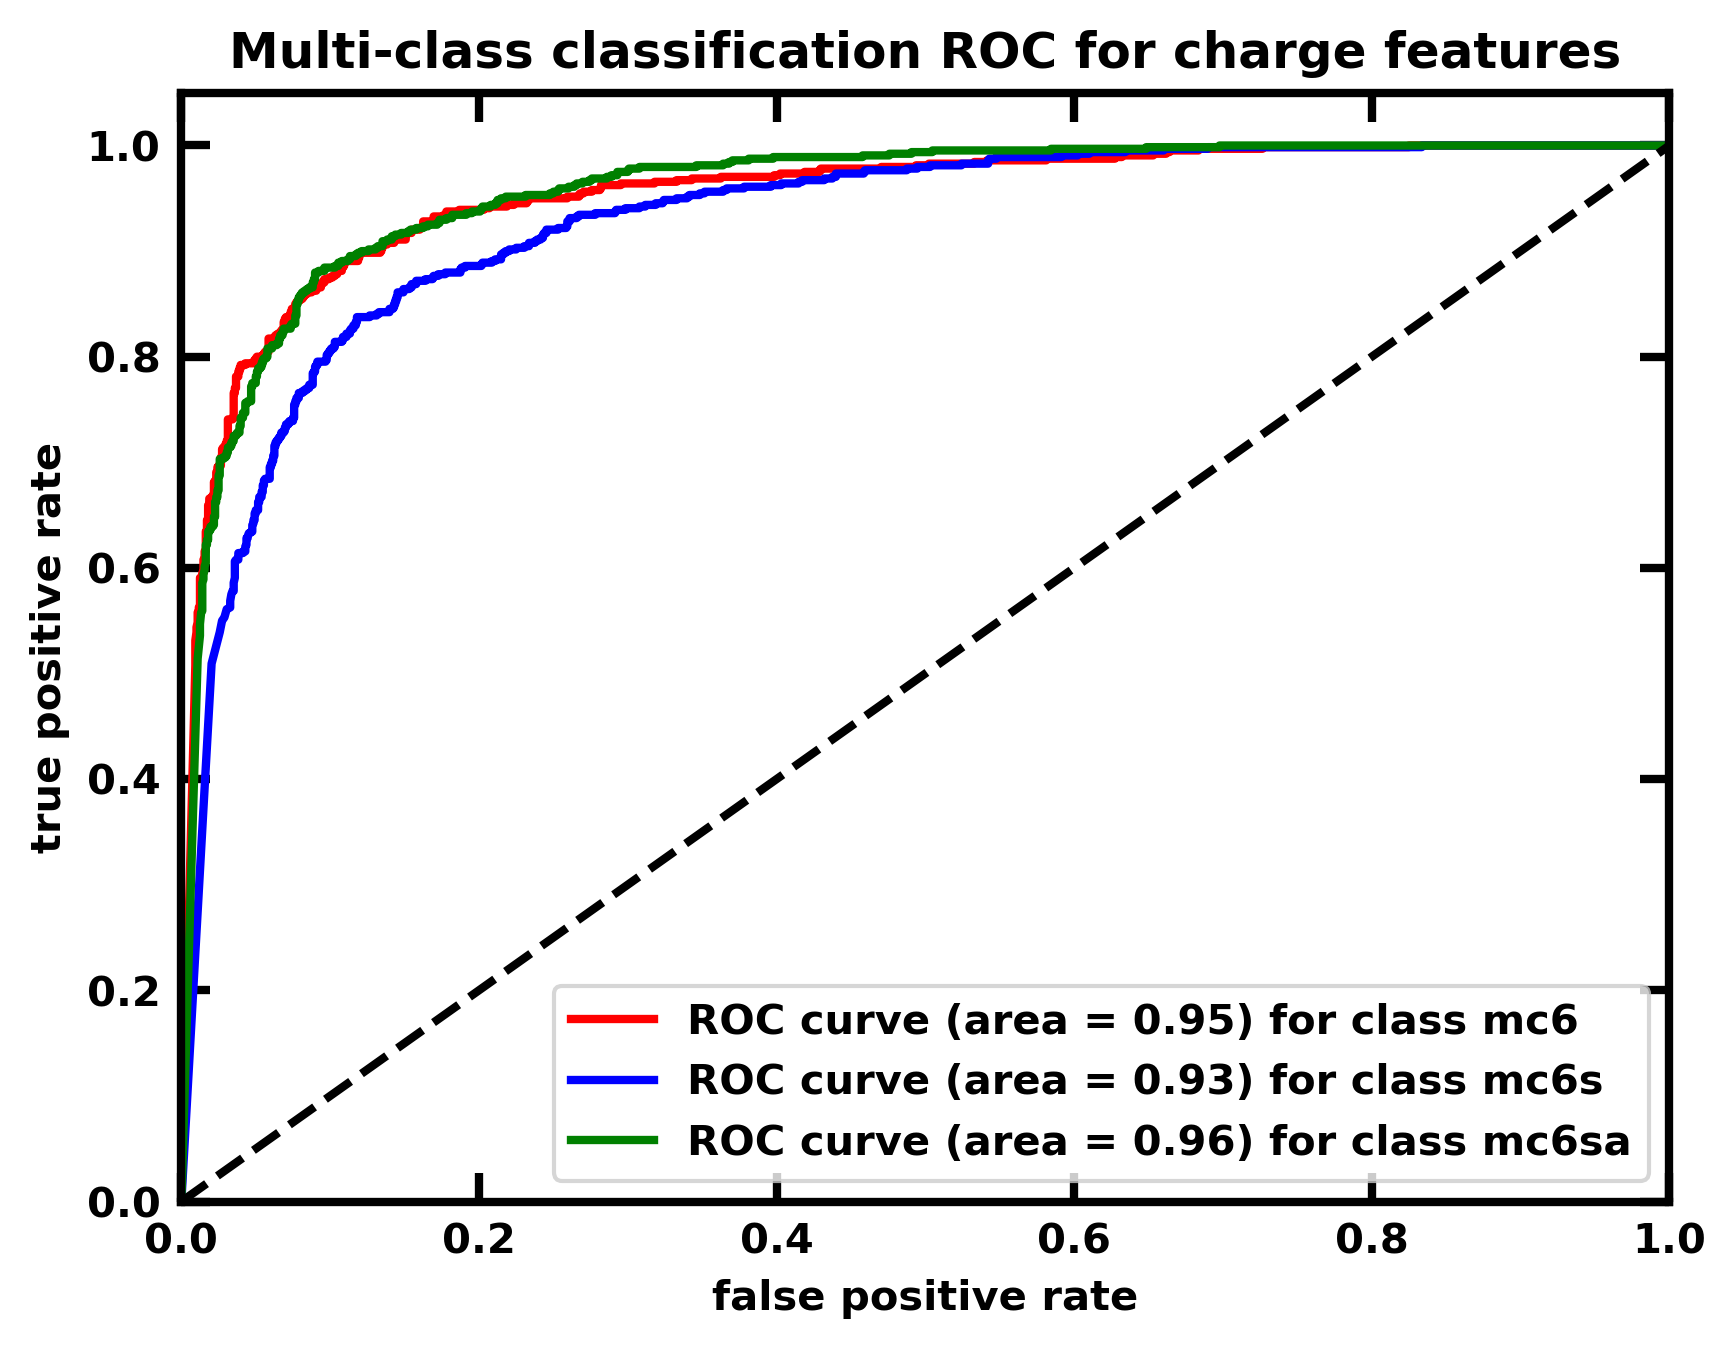 Multi-class classification ROC for charge features
true positive rate
1.0
0.8
0.6
0.4
0.2
0.0
ROC curve (area = 0.95) for class mc6
ROC curve (area = 0.93) for class mc6s
ROC curve (area = 0.96) for class mc6sa
0.0 0.2 0.4 0.6 0.8 1.0
false positive rate